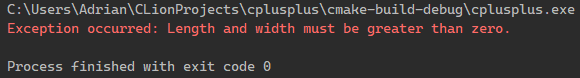 C:\Users\Adrian\CLionProjects\cplusplus\cmake-build-debug\cplusplus.exe
Exception occurred: Length and width must be greater than zero.
Process finished with exit code 0